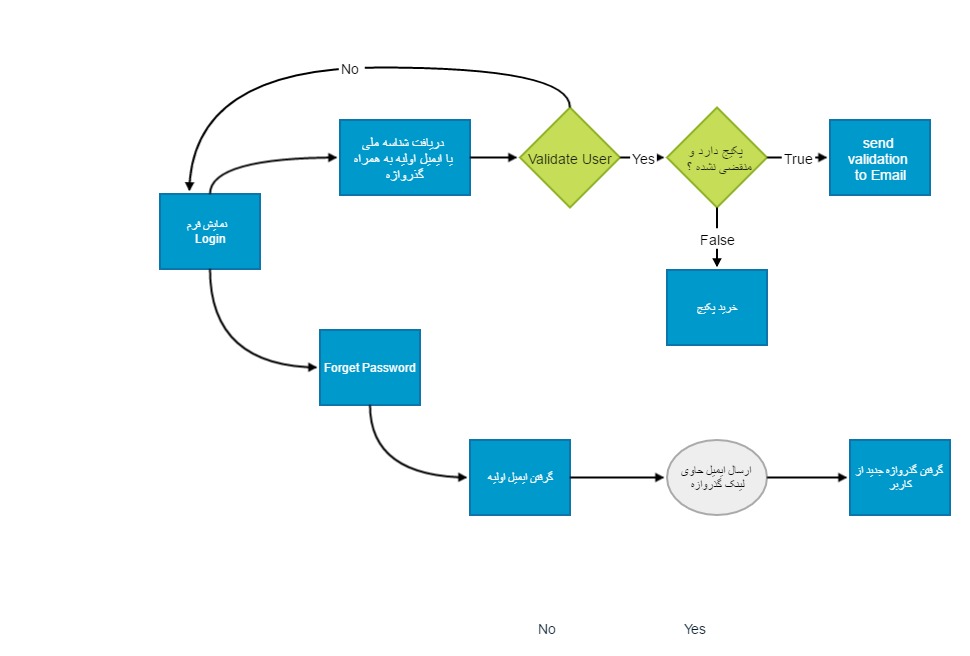 No
دریافت شناسه ملی
یا ایمیل اولیه به همراه
گذرواژه
Validate User
Yes
پکیج دارد و
منقضی نشده ؟
True
send
validation
to Email
نمایش فرم
Login
False
خرید پکیج
Forget Password
گرفتن ایمیل اولیه
ارسال ایمیل حاوی
لینک گذروازه
گرفتن گذرواژه جدید از
کاربر
No
Yes